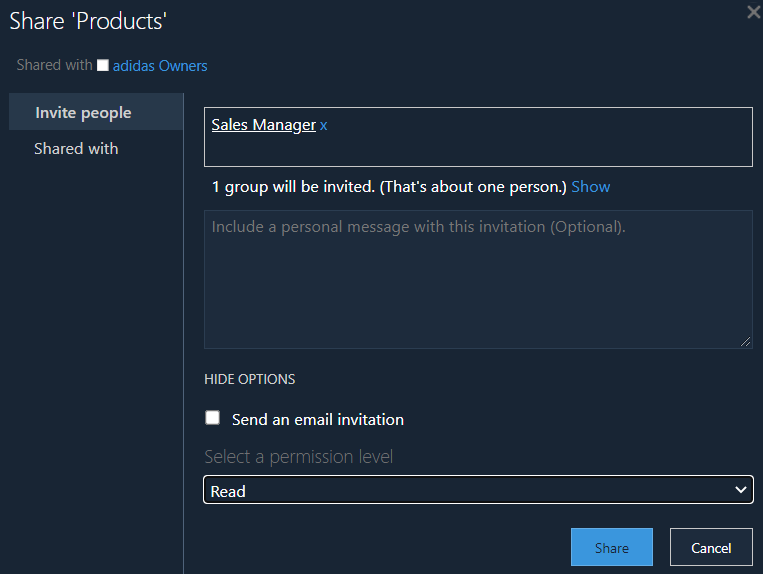 Share 'Products'
Shared with adidas Owners
Invite people
Shared with
Sales Manager x
1 group will be invited. (That's about one person.) Show
Include a personal message with this invitation (Optional).
HIDE OPTIONS
Send an email invitation
Select a permission level
Read
Share Cancel